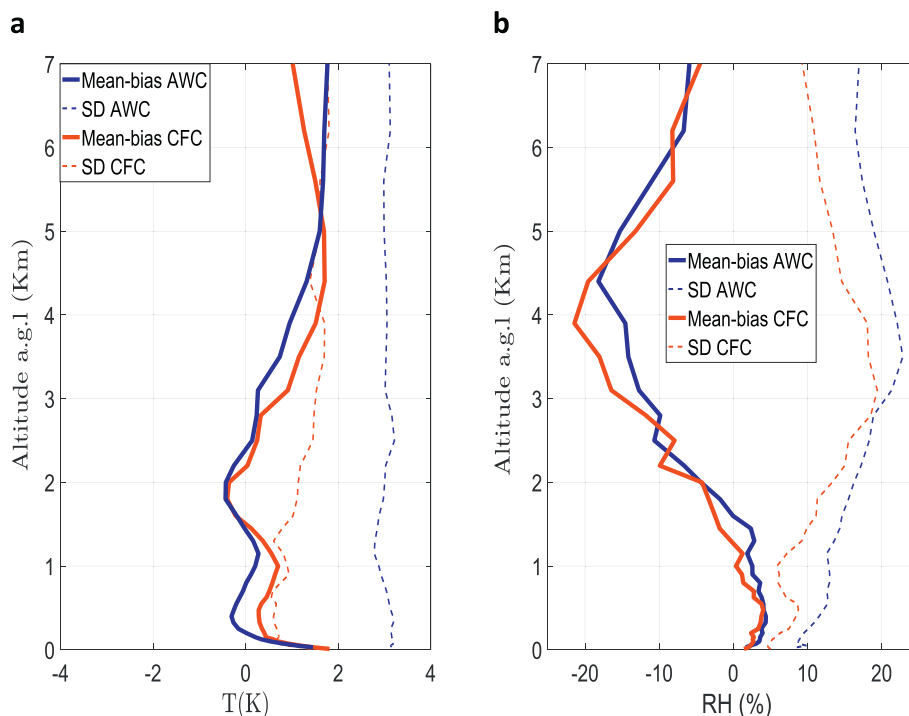 a
7
6
5
4
3
2
1
0
Altitude a.g.l (Km)
Mean-bias AWC
SD AWC
Mean-bias CFC
SD CFC
-4
-2
0
2
4
T(K)
b
7
6
5
4
3
2
1
0
Altitude a.g.l (Km)
Mean-bias AWC
SD AWC
Mean-bias CFC
SD CFC
-20
-10
0
10
20
RH (%)